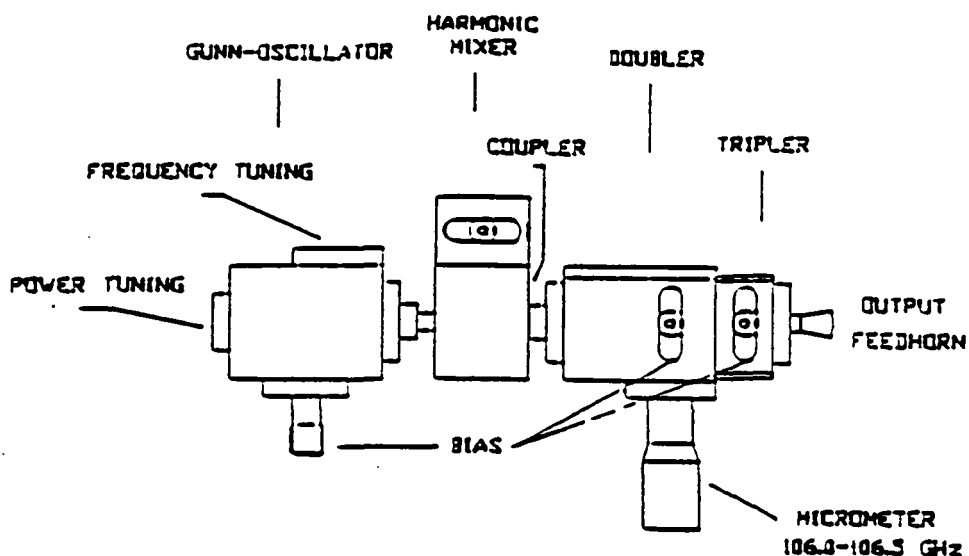 HARMONIC
MIXER
GUNN-OSCILLATOR
DOUBLER
COUPLER
TRIPLER
FREQUENCY TUNING
POWER TUNING
OUTPUT
FEEDHORN
BIAS
MICROMETER
106.0-106.5 GHz